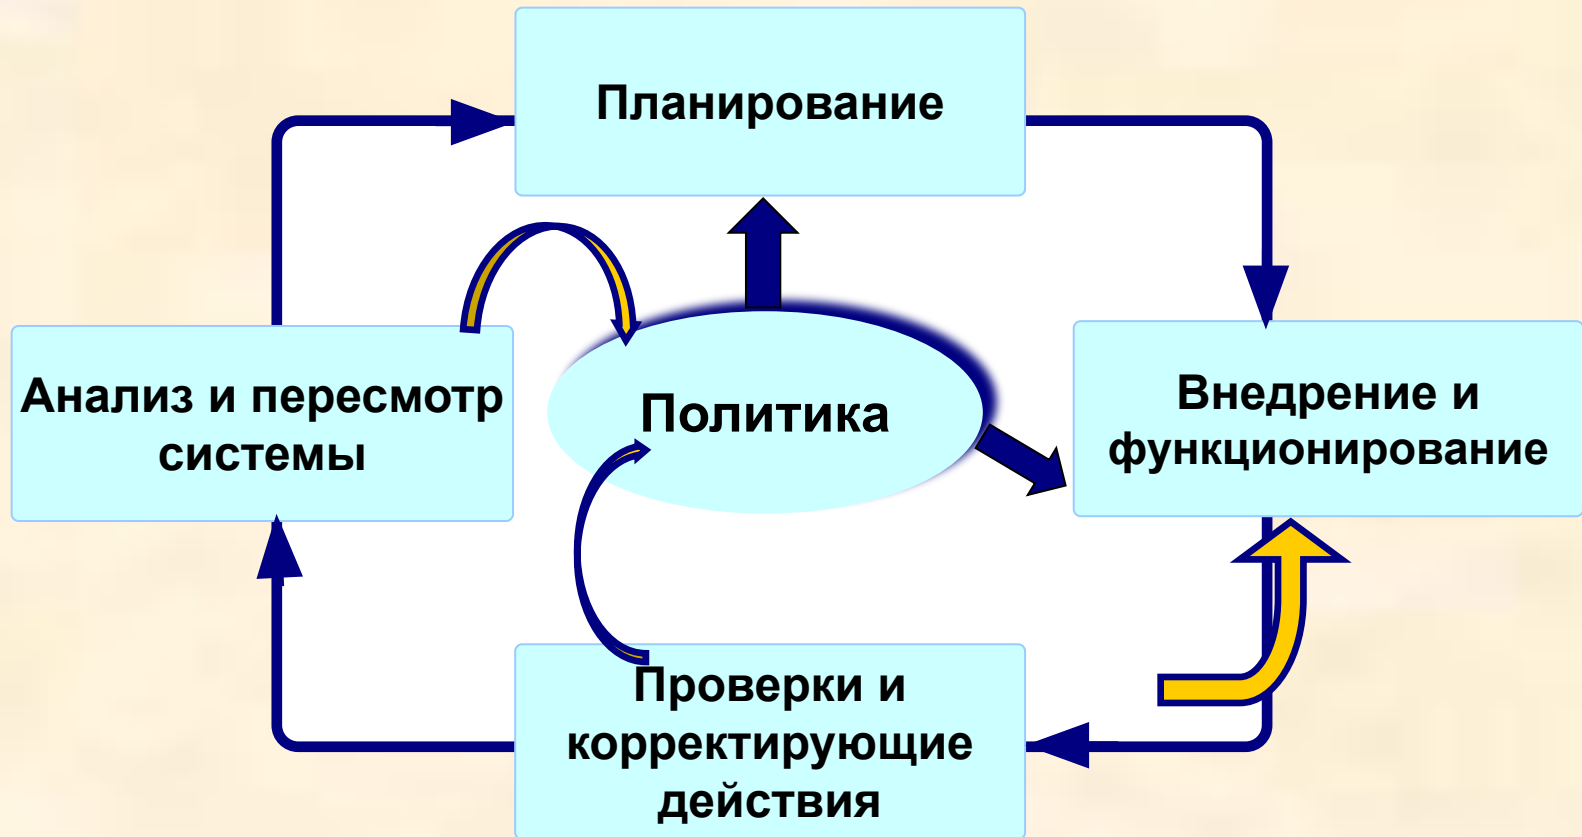 Планирование
Анализ и пересмотр
системы
Политика
Внедрение и
функционирование
Проверки и
корректирующие
действия